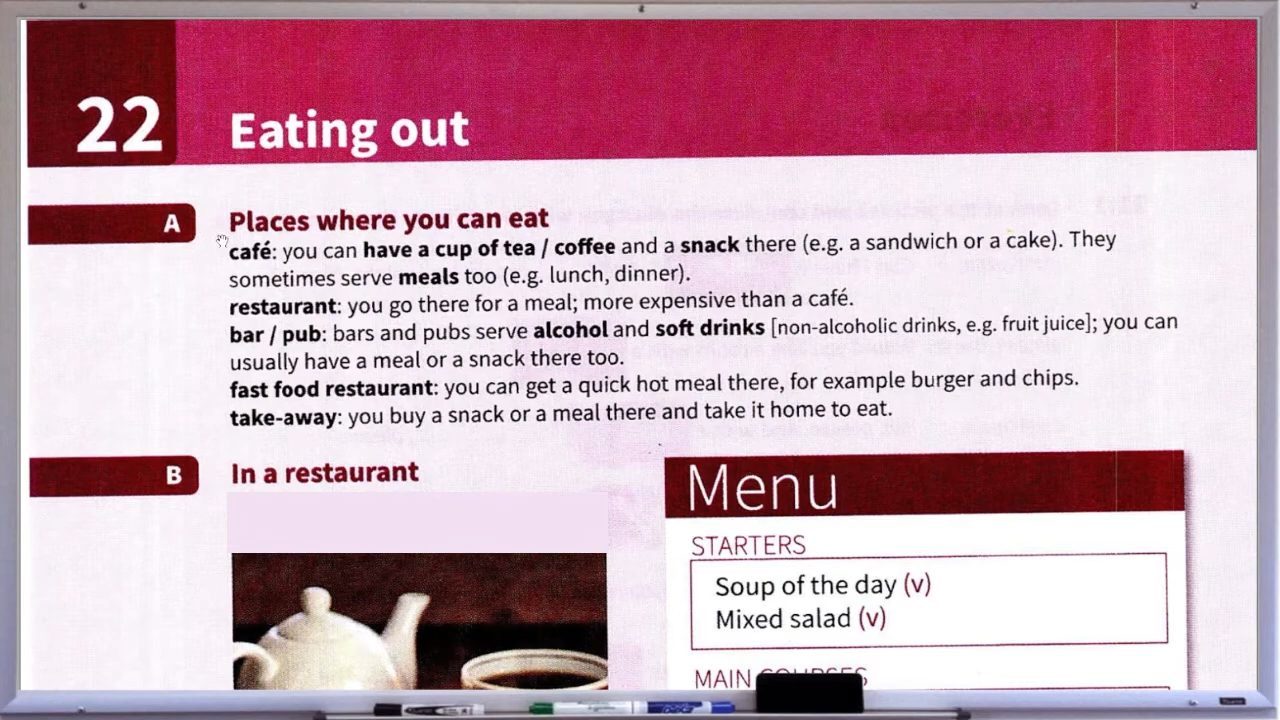 22
Eating out
A
Places where you can eat
café: you can have a cup of tea / coffee and a snack there (e.g. a sandwich or a cake). They
sometimes serve meals too (e.g. lunch, dinner).
restaurant: you go there for a meal; more expensive than a café.
bar / pub: bars and pubs serve alcohol and soft drinks [non-alcoholic drinks, e.g. fruit juice]; you can
usually have a meal or a snack there too.
fast food restaurant: you can get a quick hot meal there, for example burger and chips.
take-away: you buy a snack or a meal there and take it home to eat.
B
In a restaurant
Menu
STARTERS
Soup of the day (v)
Mixed salad (v)
MAIN COURSES